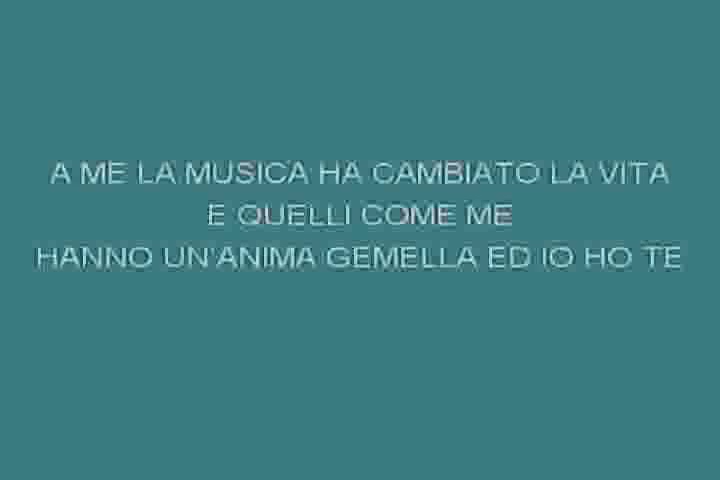 A ME LA MUSICA HA CAMBIATO LA VITA
E QUELLI COME ME
HANNO UN'ANIMA GEMELLA ED IO HO TE